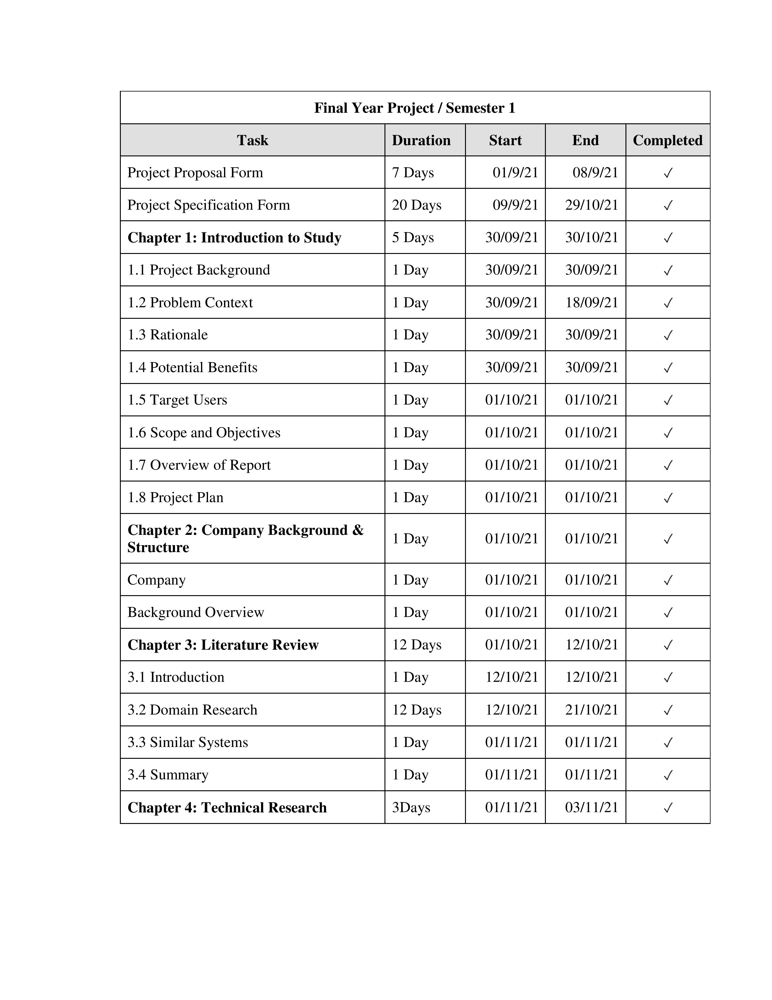 Final Year Project / Semester 1
Task Duration Start End Completed
Project Proposal Form 7 Days 01/9/21 08/9/21 ✓
Project Specification Form 20 Days 09/9/21 29/10/21 ✓
Chapter 1: Introduction to Study 5 Days 30/09/21 30/10/21 ✓
1.1 Project Background 1 Day 30/09/21 30/09/21 ✓
1.2 Problem Context 1 Day 30/09/21 18/09/21 ✓
1.3 Rationale 1 Day 30/09/21 30/09/21 ✓
1.4 Potential Benefits 1 Day 30/09/21 30/09/21 ✓
1.5 Target Users 1 Day 01/10/21 01/10/21 ✓
1.6 Scope and Objectives 1 Day 01/10/21 01/10/21 ✓
1.7 Overview of Report 1 Day 01/10/21 01/10/21 ✓
1.8 Project Plan 1 Day 01/10/21 01/10/21 ✓
Chapter 2: Company Background &
Structure 1 Day 01/10/21 01/10/21 ✓
Company 1 Day 01/10/21 01/10/21 ✓
Background Overview 1 Day 01/10/21 01/10/21 ✓
Chapter 3: Literature Review 12 Days 01/10/21 12/10/21 ✓
3.1 Introduction 1 Day 12/10/21 12/10/21 ✓
3.2 Domain Research 12 Days 12/10/21 21/10/21 ✓
3.3 Similar Systems 1 Day 01/11/21 01/11/21 ✓
3.4 Summary 1 Day 01/11/21 01/11/21 ✓
Chapter 4: Technical Research 3Days 01/11/21 03/11/21 ✓